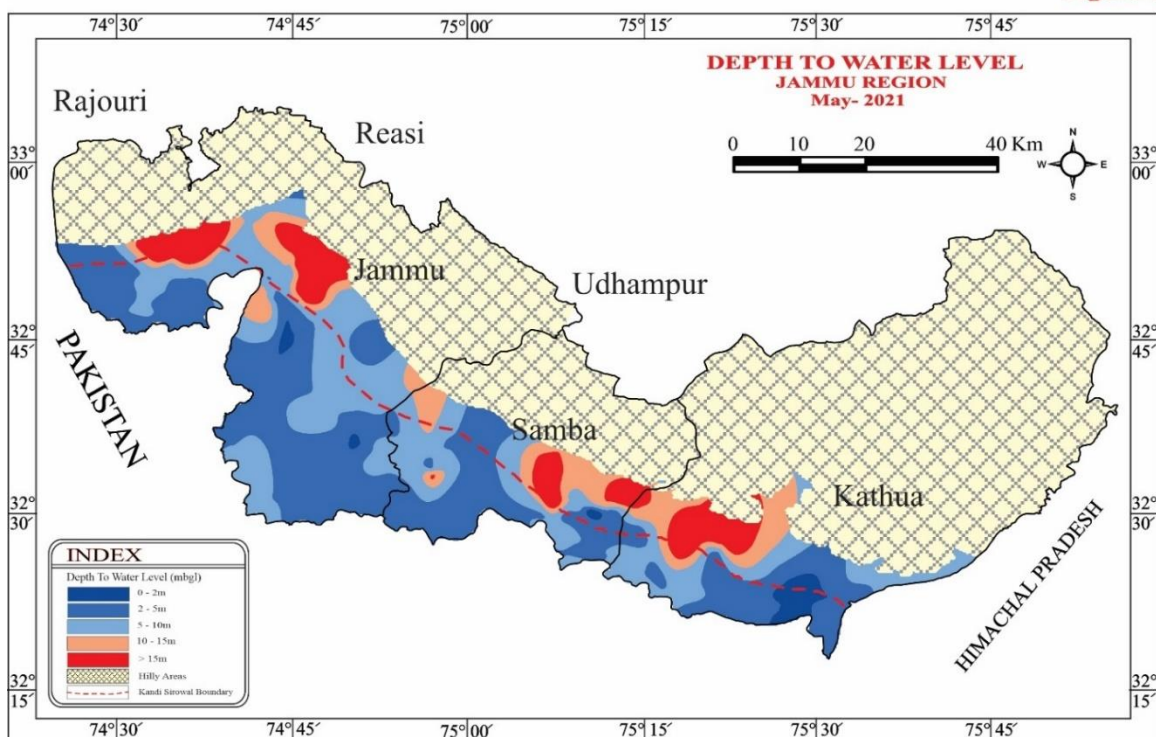 74°30′ 74°45′ 75°00′ 75°15′ 75°30′ 75°45′
DEPTH TO WATER LEVEL
JAMMU REGION
May- 2021
Rajouri
Reasi
0 10 20 40 Km
N
W E
S
33°
00′
33°
00′
Jammu
Udhampur
32°
45′
32°
45′
PAKISTAN
Samba
Kathua
32°
30′
32°
30′
HIMACHAL PRADESH
INDEX
Depth To Water Level (mbgl)
0 - 2m
2 - 5m
5 - 10m
10 - 15m
> 15m
Hilly Areas
Kandi Sirowal Boundary
32°
15′
32°
15′
74°30′ 74°45′ 75°00′ 75°15′ 75°30′ 75°45′